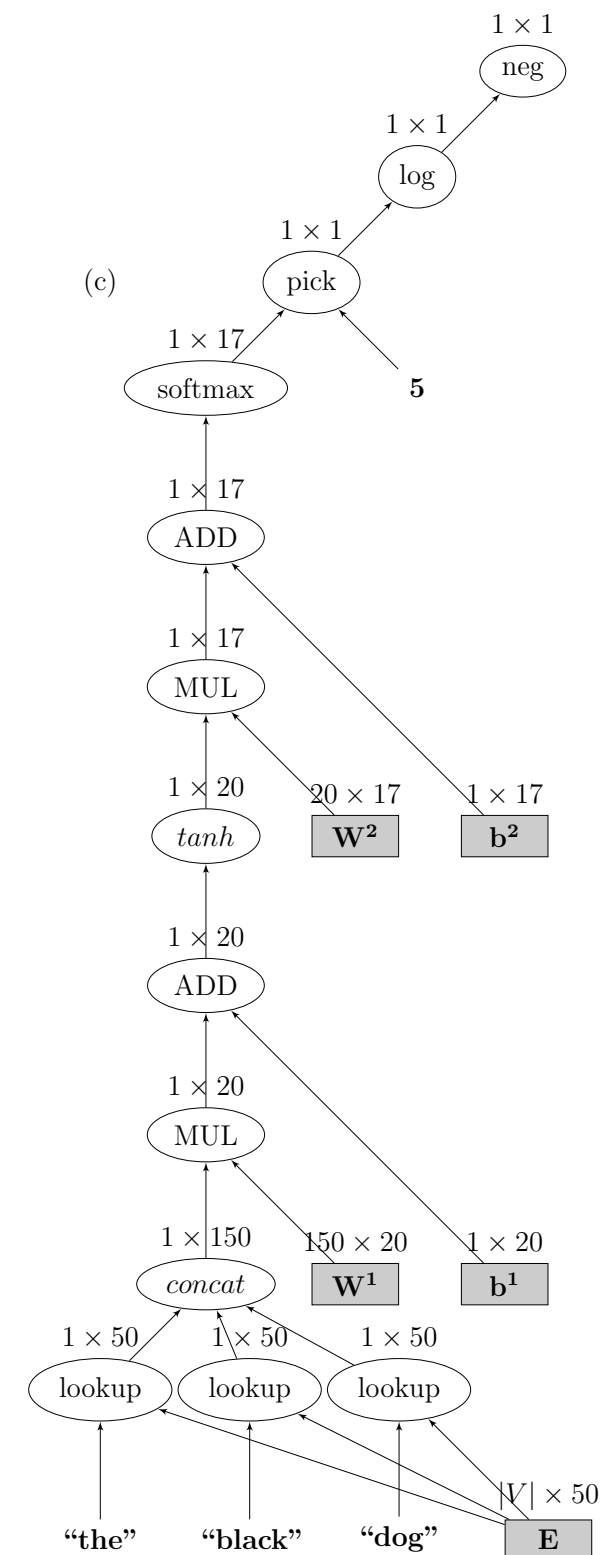 1 × 1
neg
1 × 1
log
1 × 1
(c) pick
1 × 17
softmax 5
1 × 17
ADD
1 × 17
MUL
1 × 20 20 × 17 1 × 17
tanh W² b²
1 × 20
ADD
1 × 20
MUL
1 × 150 150 × 20 1 × 20
concat W¹ b¹
1 × 50 1 × 50 1 × 50
lookup lookup lookup
|V| × 50
“the” “black” “dog” E